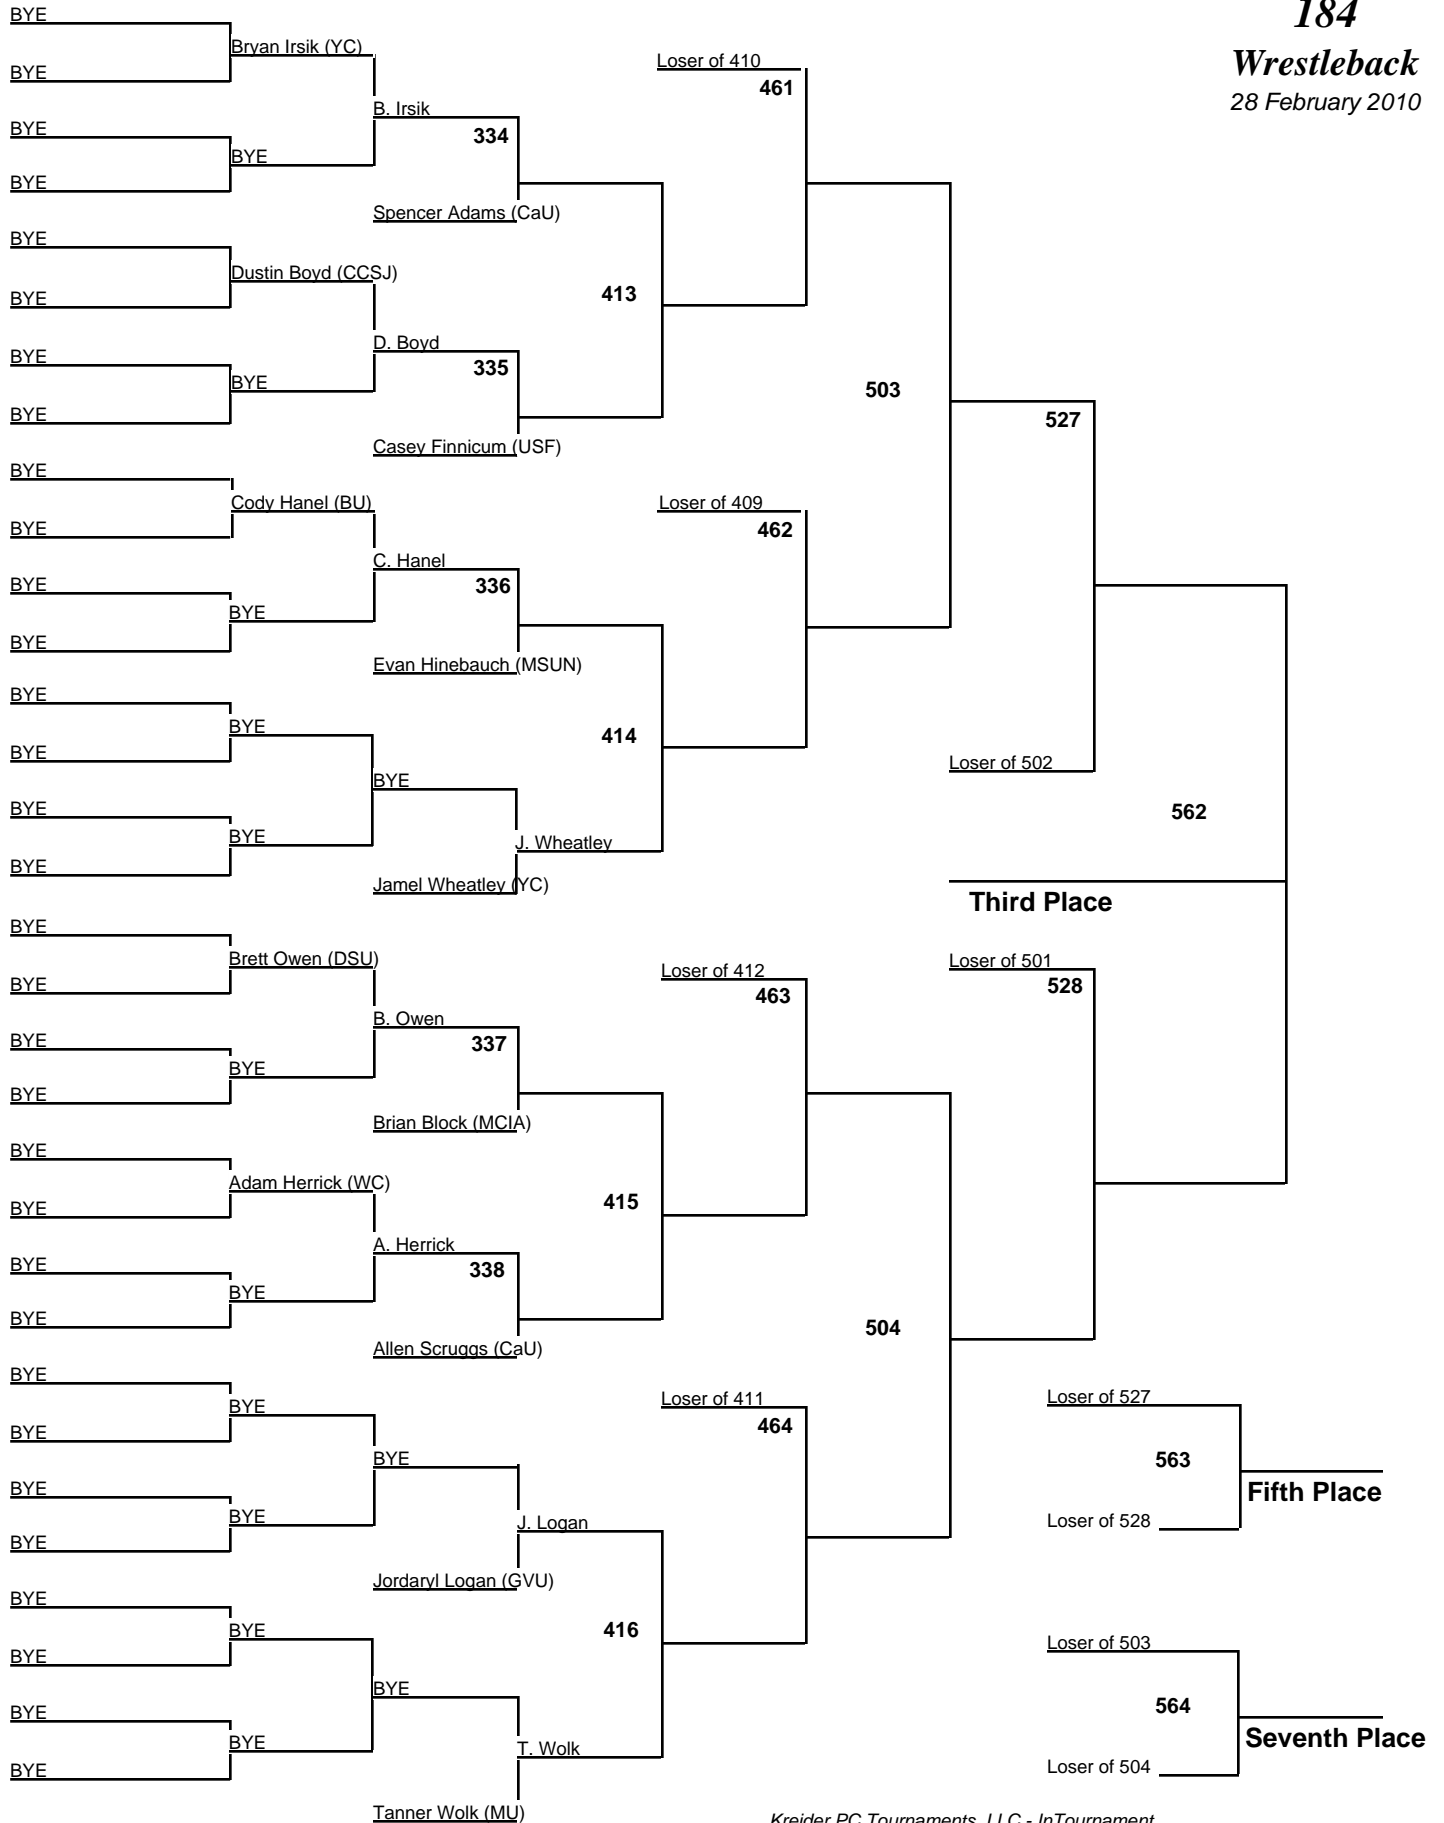 184
Wrestleback
28 February 2010
BYE
Bryan Irsik (YC)
BYE
B. Irsik
334
BYE
BYE
BYE
Spencer Adams (CaU)
BYE
Dustin Boyd (CCSJ)
BYE
413
D. Boyd
335
BYE
BYE
BYE
Casey Finnicum (USF)
Loser of 410
461
503
BYE
Cody Hanel (BU)
BYE
C. Hanel
336
BYE
BYE
BYE
Evan Hinebauch (MSUN)
BYE
BYE
BYE
414
BYE
J. Wheatley
BYE
BYE
BYE
Jamel Wheatley (YC)
Loser of 409
462
527
Loser of 502
562
Third Place
BYE
Brett Owen (DSU)
BYE
B. Owen
337
BYE
BYE
BYE
Brian Block (MCIA)
BYE
Adam Herrick (WC)
BYE
415
A. Herrick
338
BYE
BYE
BYE
Allen Scruggs (CaU)
Loser of 412
463
Loser of 501
528
504
BYE
BYE
BYE
BYE
BYE
BYE
BYE
J. Logan
Jordaryl Logan (GVU)
BYE
BYE
BYE
416
BYE
BYE
BYE
BYE
T. Wolk
Tanner Wolk (MU)
Loser of 411
464
Loser of 527
563
Fifth Place
Loser of 528
Loser of 503
564
Seventh Place
Loser of 504
Kreider PC Tournaments, LLC - InTournament